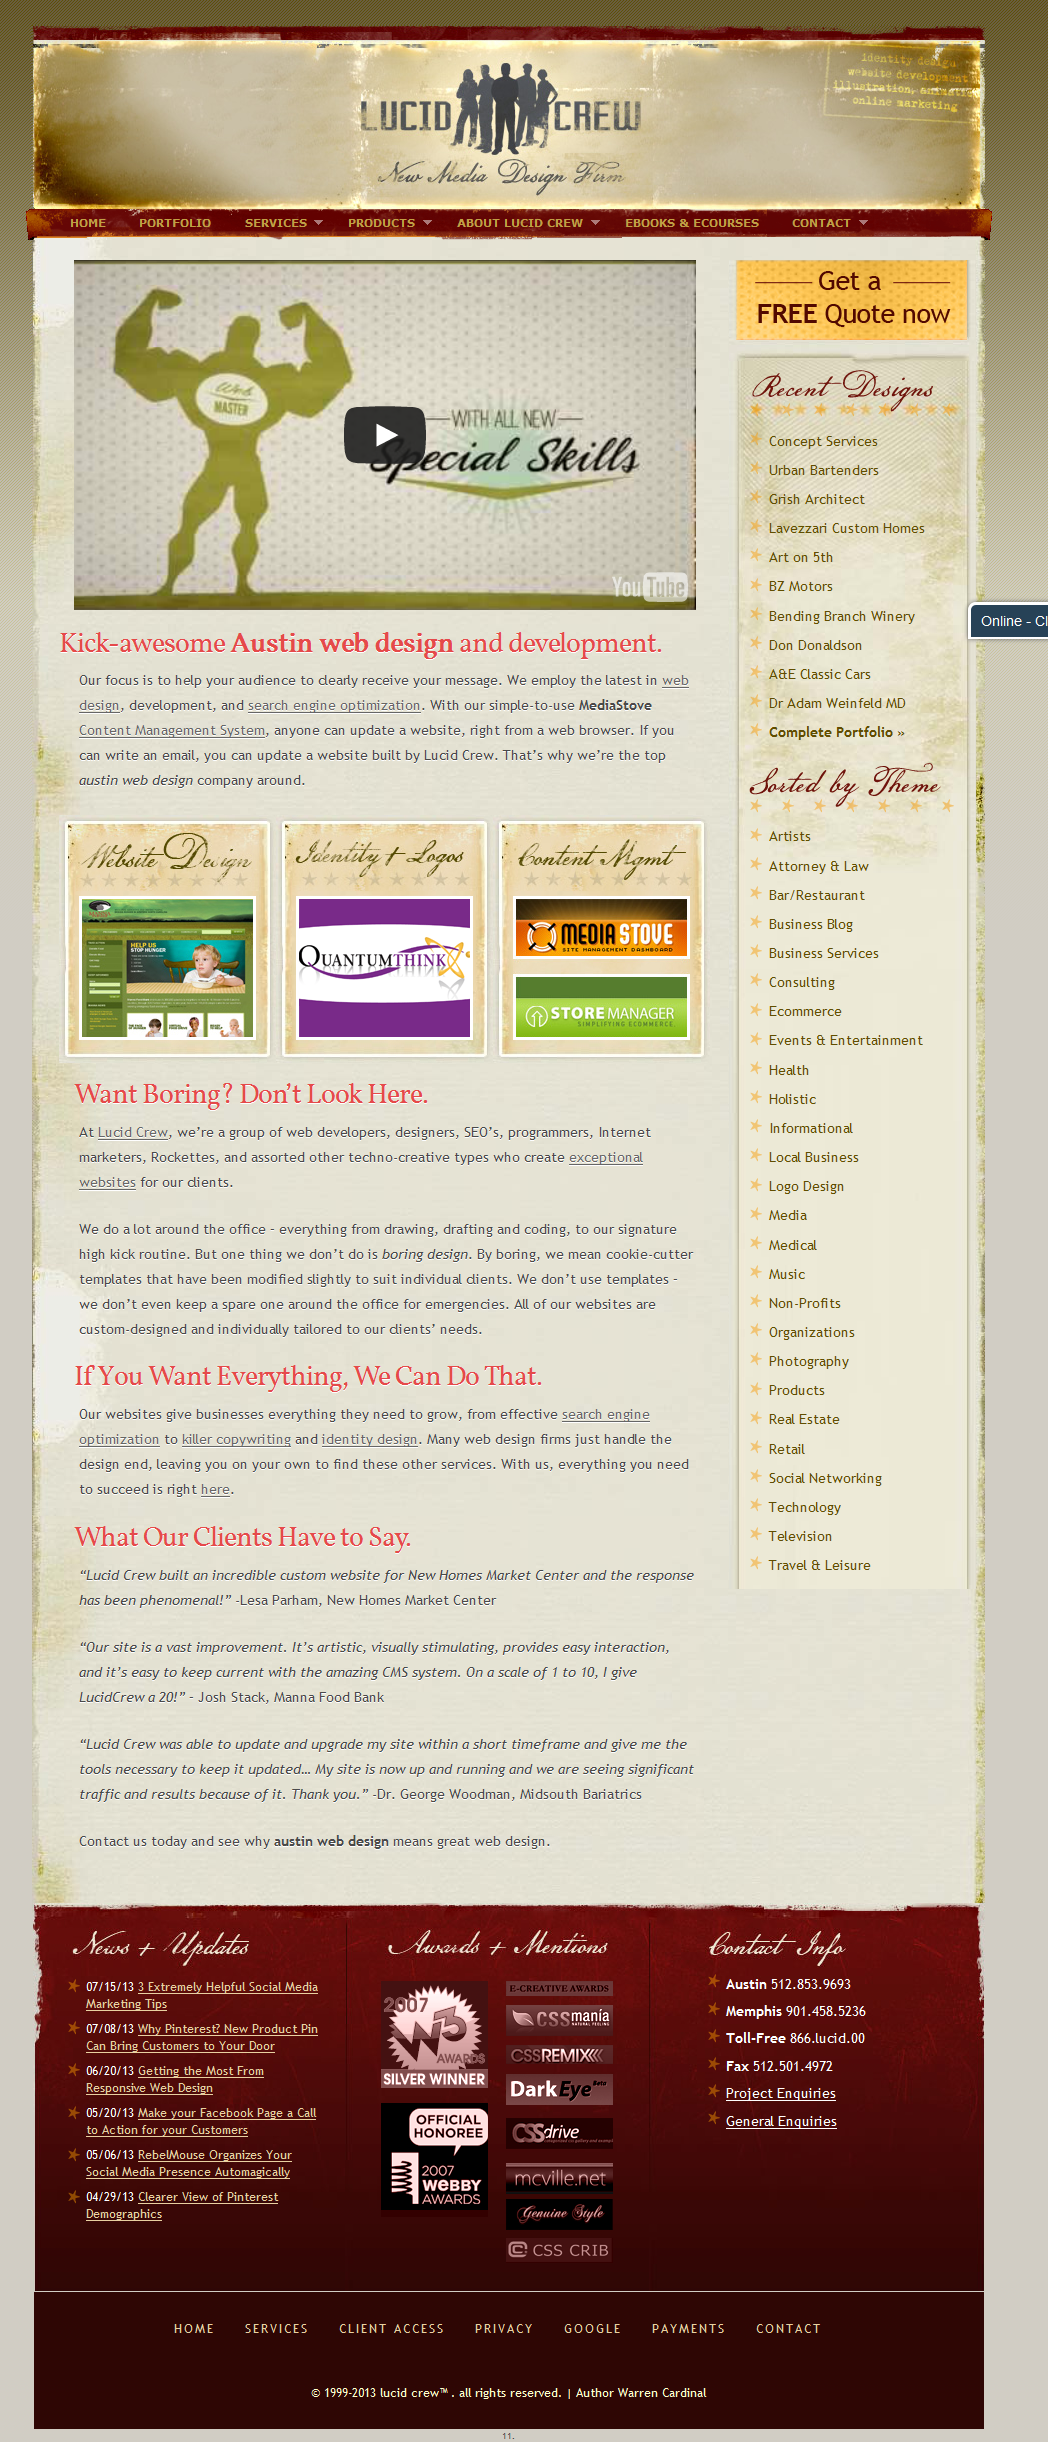 identity design
website development
illustration, animatio
~ online marketing
LUCID CREW
New Media Design Firm
HOME PORTFOLIO SERVICES PRODUCTS ABOUT LUCID CREW EBOOKS & ECOURSES CONTACT
Web
MASTER
WITH ALL NEW
Special Skills
YouTube
Kick-awesome Austin web design and development.
Our focus is to help your audience to clearly receive your message. We employ the latest in web
design, development, and search engine optimization. With our simple-to-use MediaStove
Content Management System, anyone can update a website, right from a web browser. If you
can write an email, you can update a website built by Lucid Crew. That's why we're the top
austin web design company around.
Website Design
Identity + Logos
Content Mgmt
HELP US
STOP HUNGER
QUANTUMTHINK
MEDIA STOVE
SITE MANAGEMENT DASHBOARD
STOREMANAGER
SIMPLIFYING ECOMMERCE
Want Boring? Don't Look Here.
At Lucid Crew, we're a group of web developers, designers, SEO's, programmers, Internet
marketers, Rockettes, and assorted other techno-creative types who create exceptional
websites for our clients.
We do a lot around the office – everything from drawing, drafting and coding, to our signature
high kick routine. But one thing we don't do is boring design. By boring, we mean cookie-cutter
templates that have been modified slightly to suit individual clients. We don't use templates –
we don't even keep a spare one around the office for emergencies. All of our websites are
custom-designed and individually tailored to our clients' needs.
If You Want Everything, We Can Do That.
Our websites give businesses everything they need to grow, from effective search engine
optimization to killer copywriting and identity design. Many web design firms just handle the
design end, leaving you on your own to find these other services. With us, everything you need
to succeed is right here.
What Our Clients Have to Say.
“Lucid Crew built an incredible custom website for New Homes Market Center and the response
has been phenomenal!” -Lesa Parham, New Homes Market Center
“Our site is a vast improvement. It's artistic, visually stimulating, provides easy interaction,
and it's easy to keep current with the amazing CMS system. On a scale of 1 to 10, I give
LucidCrew a 20!” – Josh Stack, Manna Food Bank
“Lucid Crew was able to update and upgrade my site within a short timeframe and give me the
tools necessary to keep it updated… My site is now up and running and we are seeing significant
traffic and results because of it. Thank you.” -Dr. George Woodman, Midsouth Bariatrics
Contact us today and see why austin web design means great web design.
Get a
FREE Quote now
Recent Designs
Concept Services
Urban Bartenders
Grish Architect
Lavezzari Custom Homes
Art on 5th
BZ Motors
Bending Branch Winery
Don Donaldson
A&E Classic Cars
Dr Adam Weinfeld MD
Complete Portfolio »
Sorted by Theme
Artists
Attorney & Law
Bar/Restaurant
Business Blog
Business Services
Consulting
Ecommerce
Events & Entertainment
Health
Holistic
Informational
Local Business
Logo Design
Media
Medical
Music
Non-Profits
Organizations
Photography
Products
Real Estate
Retail
Social Networking
Technology
Television
Travel & Leisure
Online - Cl
News + Updates
07/15/13 3 Extremely Helpful Social Media
Marketing Tips
07/08/13 Why Pinterest? New Product Pin
Can Bring Customers to Your Door
06/20/13 Getting the Most From
Responsive Web Design
05/20/13 Make your Facebook Page a Call
to Action for your Customers
05/06/13 RebelMouse Organizes Your
Social Media Presence Automagically
04/29/13 Clearer View of Pinterest
Demographics
Awards + Mentions
2007
W3
AWARDS
SILVER WINNER
OFFICIAL
HONOREE
2007
WEBBY
AWARDS
E-CREATIVE AWARDS
CSSmanía
NATURAL FEELING
CSSREMIX
DarkEye Beta
CSSdrive
mcville.net
Genuine Style
CSS CRIB
Contact Info
Austin 512.853.9693
Memphis 901.458.5236
Toll-Free 866.lucid.00
Fax 512.501.4972
Project Enquiries
General Enquiries
HOME SERVICES CLIENT ACCESS PRIVACY GOOGLE PAYMENTS CONTACT
© 1999-2013 lucid crew™ . all rights reserved. | Author Warren Cardinal
11.